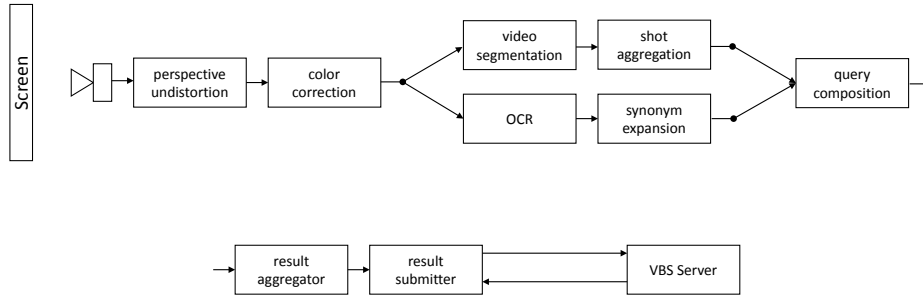 Screen
perspective
undistortion
color
correction
video
segmentation
shot
aggregation
OCR
synonym
expansion
query
composition
result
aggregator
result
submitter
VBS Server